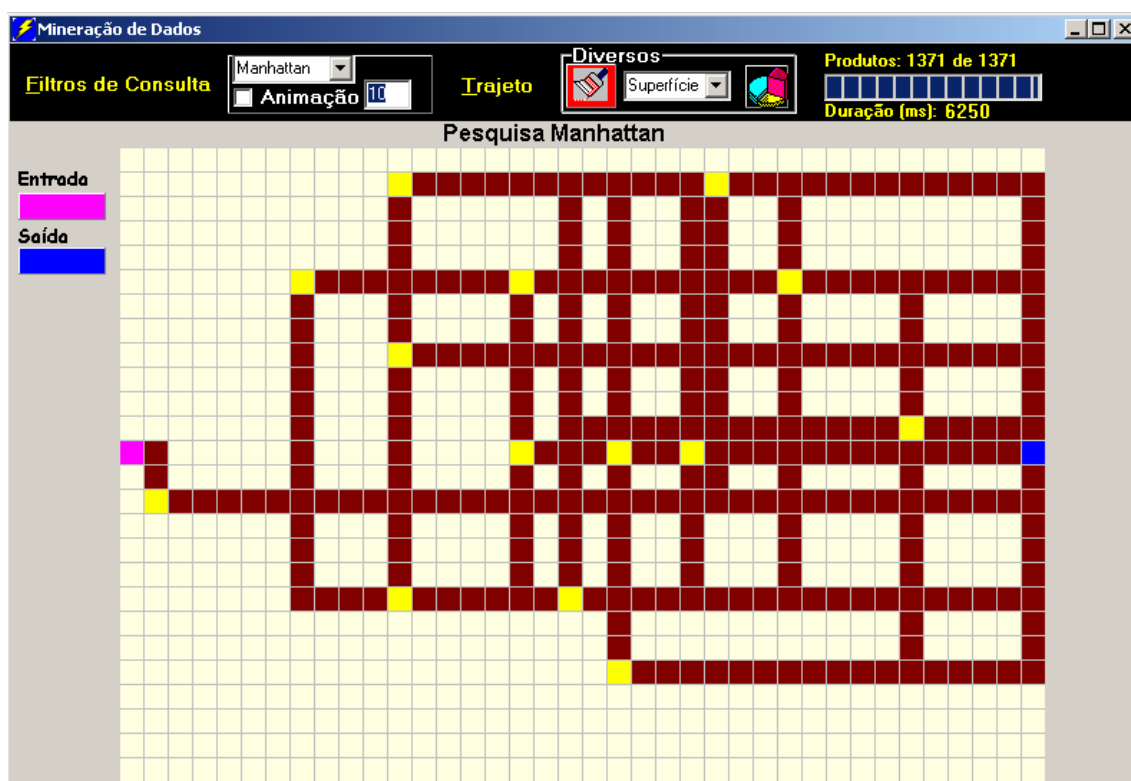 Mineração de Dados
Filtros de Consulta
Manhattan
Animação 10
Trajeto
Diversos
Superfície
Produtos: 1371 de 1371
Duração (ms): 6250
Pesquisa Manhattan
Entrada
Saída